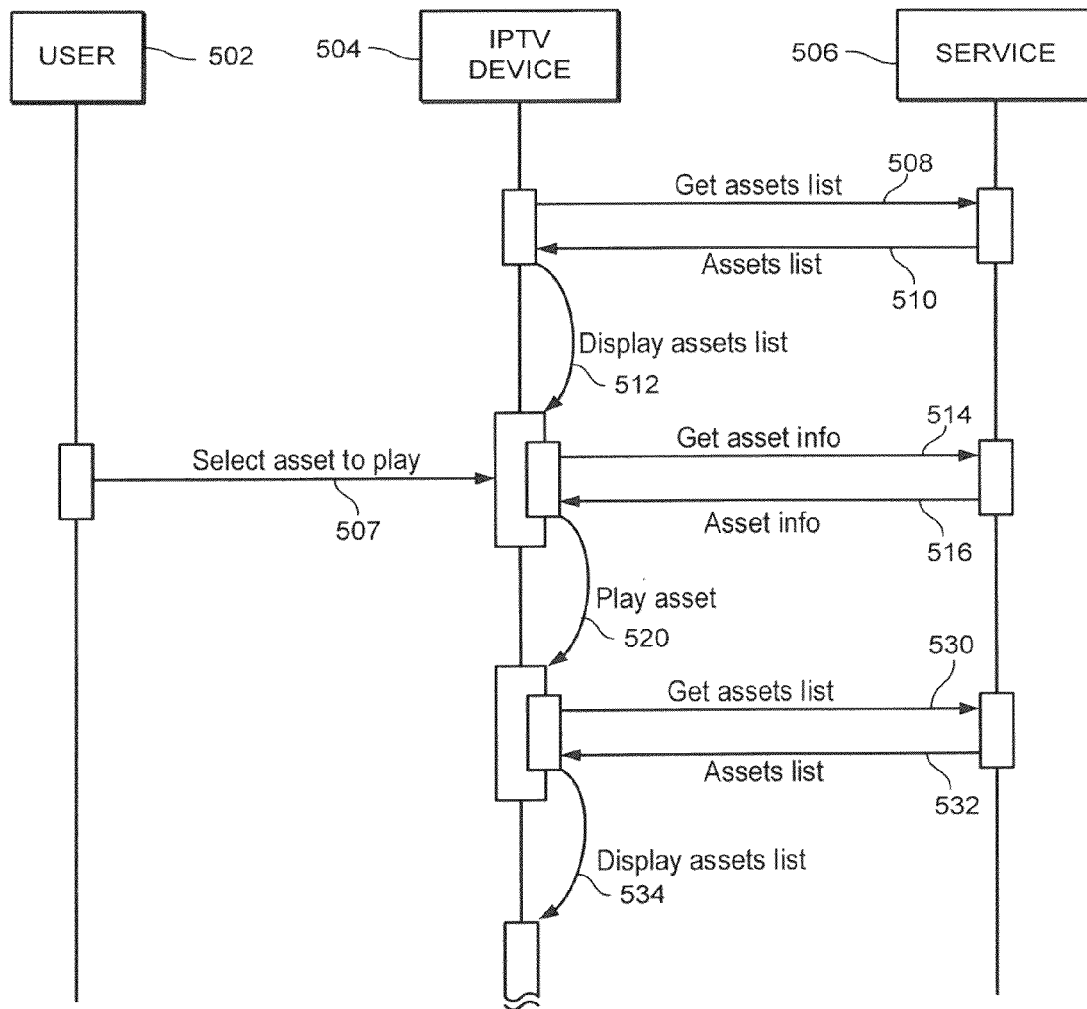 USER
502
504
IPTV
DEVICE
506
SERVICE
508
Get assets list
Assets list
510
Display assets list
512
Select asset to play
507
514
Get asset info
Asset info
516
Play asset
520
530
Get assets list
Assets list
532
Display assets list
534